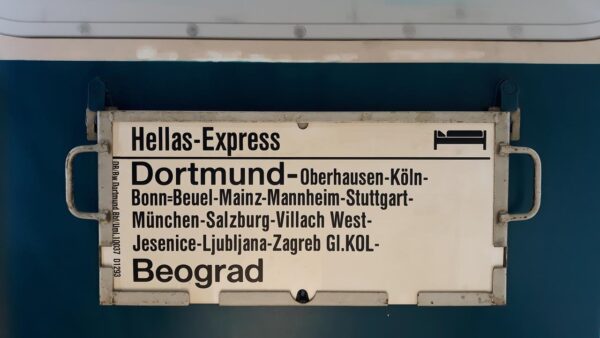 Hellas-Express
Dortmund-Oberhausen-Köln-
Bonn-Beuel-Mainz-Mannheim-Stuttgart-
München-Salzburg-Villach West-
Jesenice-Ljubljana-Zagreb Gl.KOL-
Beograd
Dortmund